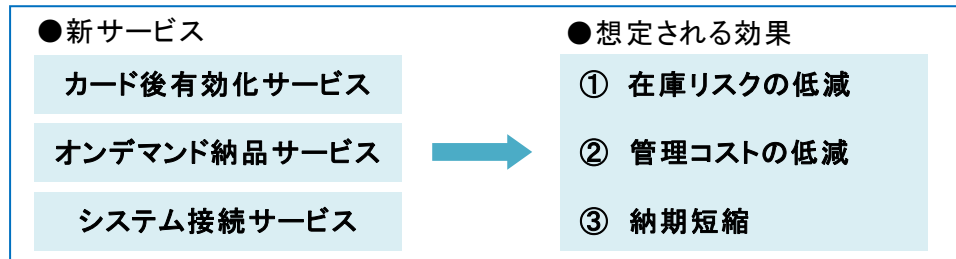 ●新サービス
カード後有効化サービス
オンデマンド納品サービス
システム接続サービス
●想定される効果
① 在庫リスクの低減
② 管理コストの低減
③ 納期短縮